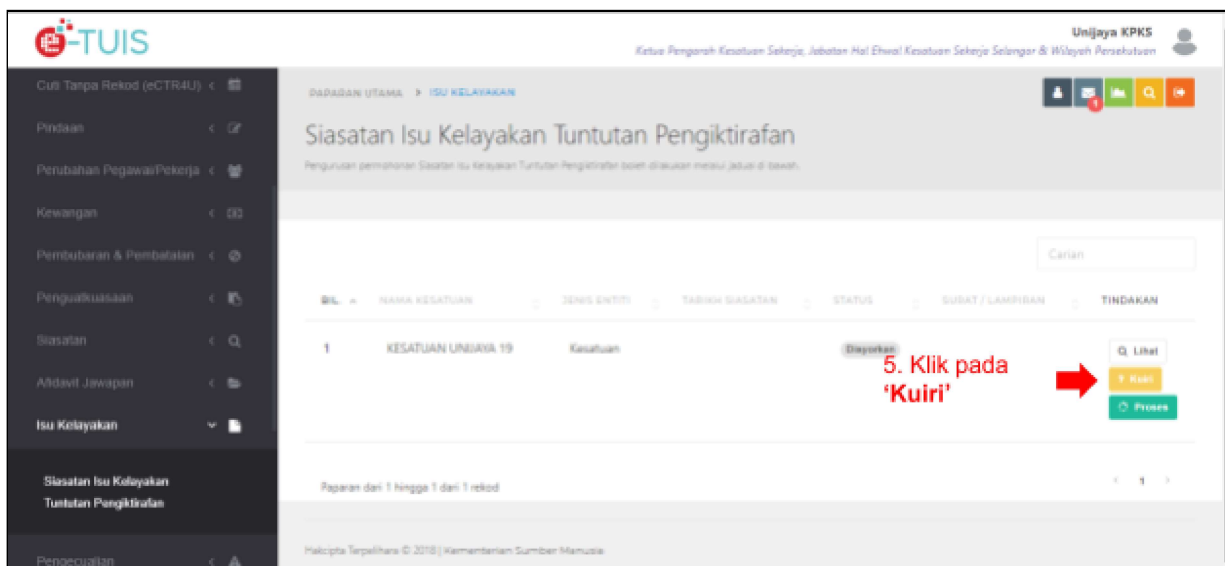 e-TUIS
Unijaya KPKS
Ketua Pengarah Kesatuan Sekerja, Jabatan Hal Ehwal Kesatuan Sekerja Selangor & Wilayah Persekutuan
Cuti Tanpa Rekod (eCTR4U)
Pindaan
Perubahan Pegawai/Pekerja
Kewangan
Pembubaran & Pembatalan
Penguatkuasaan
Siasatan
Afidavit Jawapan
Isu Kelayakan
Siasatan Isu Kelayakan
Tuntutan Pengiktirafan
Pengecualian
PAPARAN UTAMA > ISU KELAYAKAN
1
Siasatan Isu Kelayakan Tuntutan Pengiktirafan
Pengurusan permohonan Siasatan Isu Kelayakan Tuntutan Pengiktirafan boleh dilakukan melalui jadual di bawah.
Carian
BIL. NAMA KESATUAN JENIS ENTITI TARIKH SIASATAN STATUS SURAT / LAMPIRAN TINDAKAN
1 KESATUAN UNIJAYA 19 Kesatuan Disyorkan Lihat
5. Klik pada
‘Kuiri’
? Kuiri
Proses
Paparan dari 1 hingga 1 dari 1 rekod
< 1 >
Hakcipta Terpelihara © 2018 | Kementerian Sumber Manusia